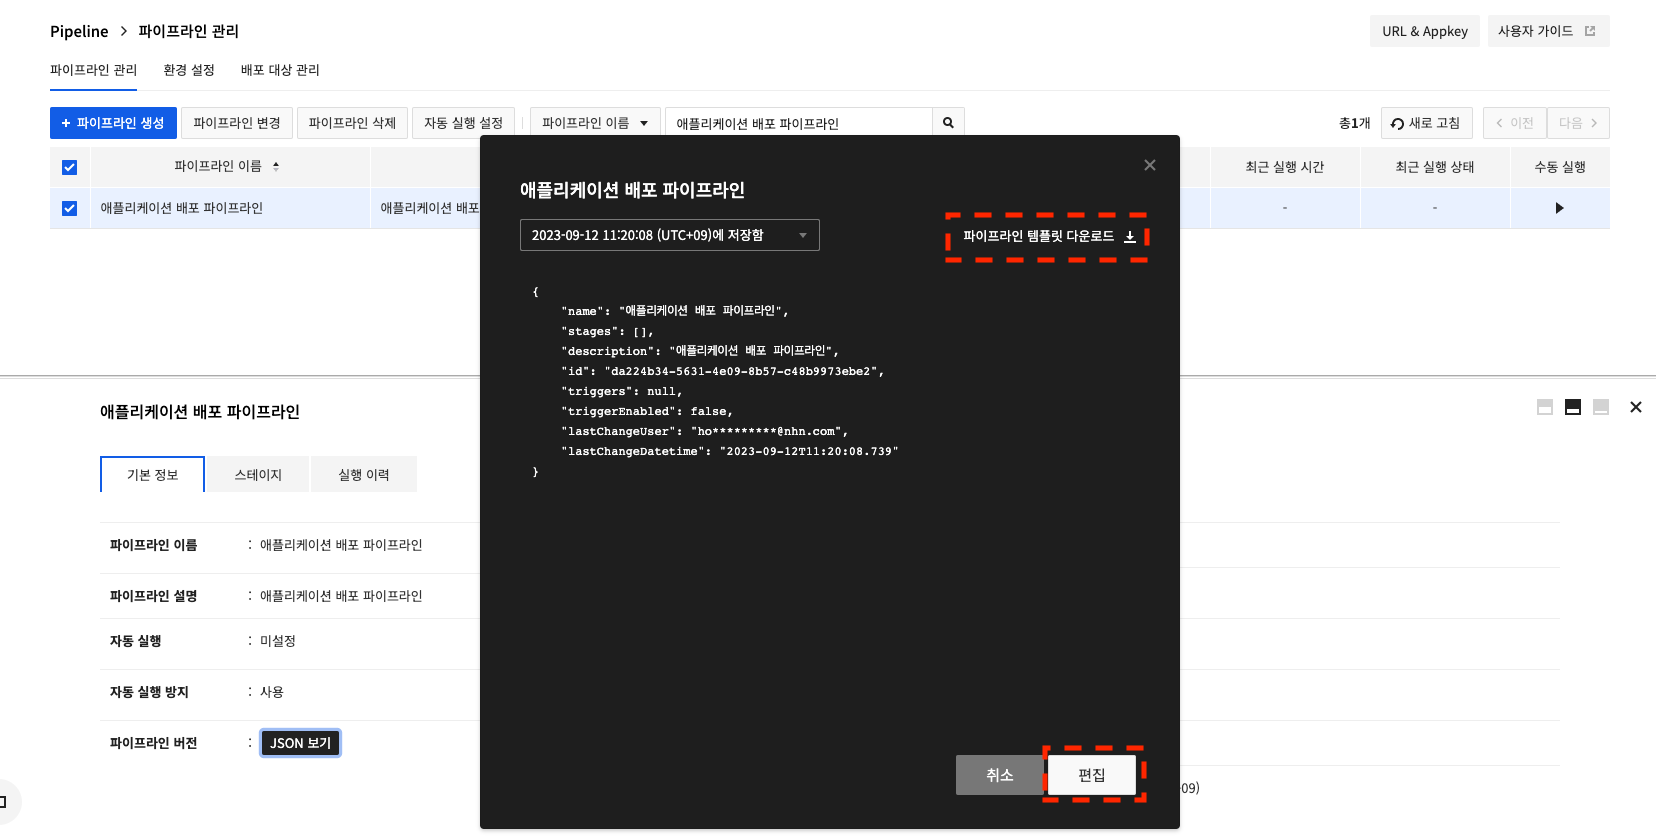 Pipeline > 파이프라인 관리
URL & Appkey
사용자 가이드
파이프라인 관리
환경 설정
배포 대상 관리
+ 파이프라인 생성
파이프라인 변경
파이프라인 삭제
자동 실행 설정
파이프라인 이름
애플리케이션 배포 파이프라인
총1개
새로 고침
< 이전
다음 >
파이프라인 이름
최근 실행 시간
최근 실행 상태
수동 실행
애플리케이션 배포 파이프라인
애플리케이션 배포
-
-
애플리케이션 배포 파이프라인
2023-09-12 11:20:08 (UTC+09)에 저장함
파이프라인 템플릿 다운로드
{
"name": "애플리케이션 배포 파이프라인",
"stages": [],
"description": "애플리케이션 배포 파이프라인",
"id": "da224b34-5631-4e09-8b57-c48b9973ebe2",
"triggers": null,
"triggerEnabled": false,
"lastChangeUser": "ho*********@nhn.com",
"lastChangeDatetime": "2023-09-12T11:20:08.739"
}
취소
편집
애플리케이션 배포 파이프라인
기본 정보
스테이지
실행 이력
파이프라인 이름 : 애플리케이션 배포 파이프라인
파이프라인 설명 : 애플리케이션 배포 파이프라인
자동 실행 : 미설정
자동 실행 방지 : 사용
파이프라인 버전 : JSON 보기
09)